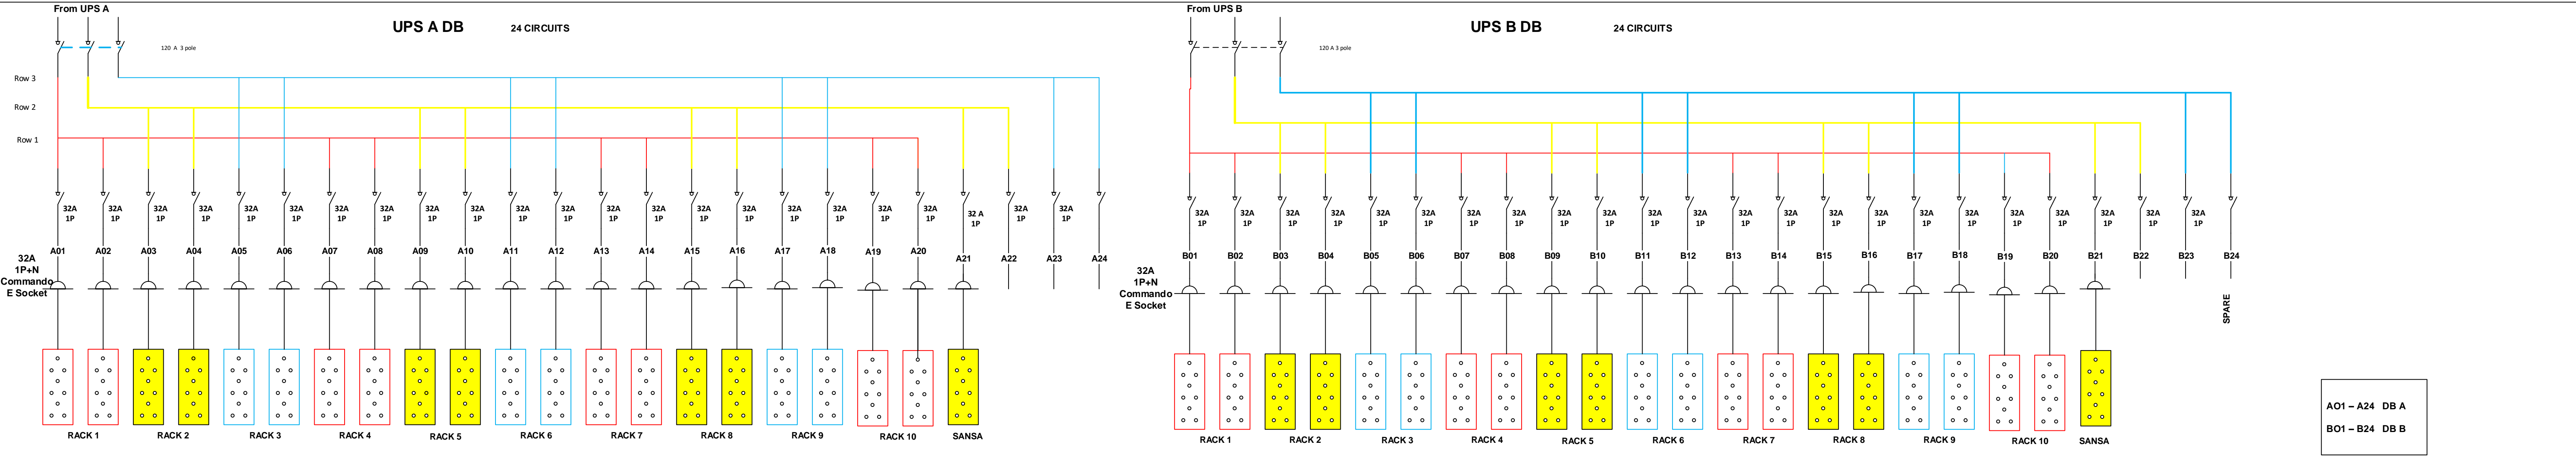 From UPS A
UPS A DB
24 CIRCUITS
120 A 3 pole
Row 3
Row 2
Row 1
32A
1P
32A
1P
32A
1P
32A
1P
32A
1P
32A
1P
32A
1P
32A
1P
32A
1P
32A
1P
32A
1P
32A
1P
32A
1P
32A
1P
32A
1P
32A
1P
32A
1P
32A
1P
32A
1P
32A
1P
32 A
1P
32A
1P
32A
1P
A01 A02 A03 A04 A05 A06 A07 A08 A09 A10 A11 A12 A13 A14 A15 A16 A17 A18 A19 A20 A21 A22 A23 A24
32A
1P+N
Commando
E Socket
RACK 1 RACK 2 RACK 3 RACK 4 RACK 5 RACK 6 RACK 7 RACK 8 RACK 9 RACK 10 SANSA
From UPS B
UPS B DB
24 CIRCUITS
120 A 3 pole
32A
1P
32A
1P
32A
1P
32A
1P
32A
1P
32A
1P
32A
1P
32A
1P
32A
1P
32A
1P
32A
1P
32A
1P
32A
1P
32A
1P
32A
1P
32A
1P
32A
1P
32A
1P
32A
1P
32A
1P
32A
1P
32A
1P
32A
1P
B01 B02 B03 B04 B05 B06 B07 B08 B09 B10 B11 B12 B13 B14 B15 B16 B17 B18 B19 B20 B21 B22 B23 B24
32A
1P+N
Commando
E Socket
SPARE
RACK 1 RACK 2 RACK 3 RACK 4 RACK 5 RACK 6 RACK 7 RACK 8 RACK 9 RACK 10 SANSA
AO1 – A24 DB A
BO1 – B24 DB B